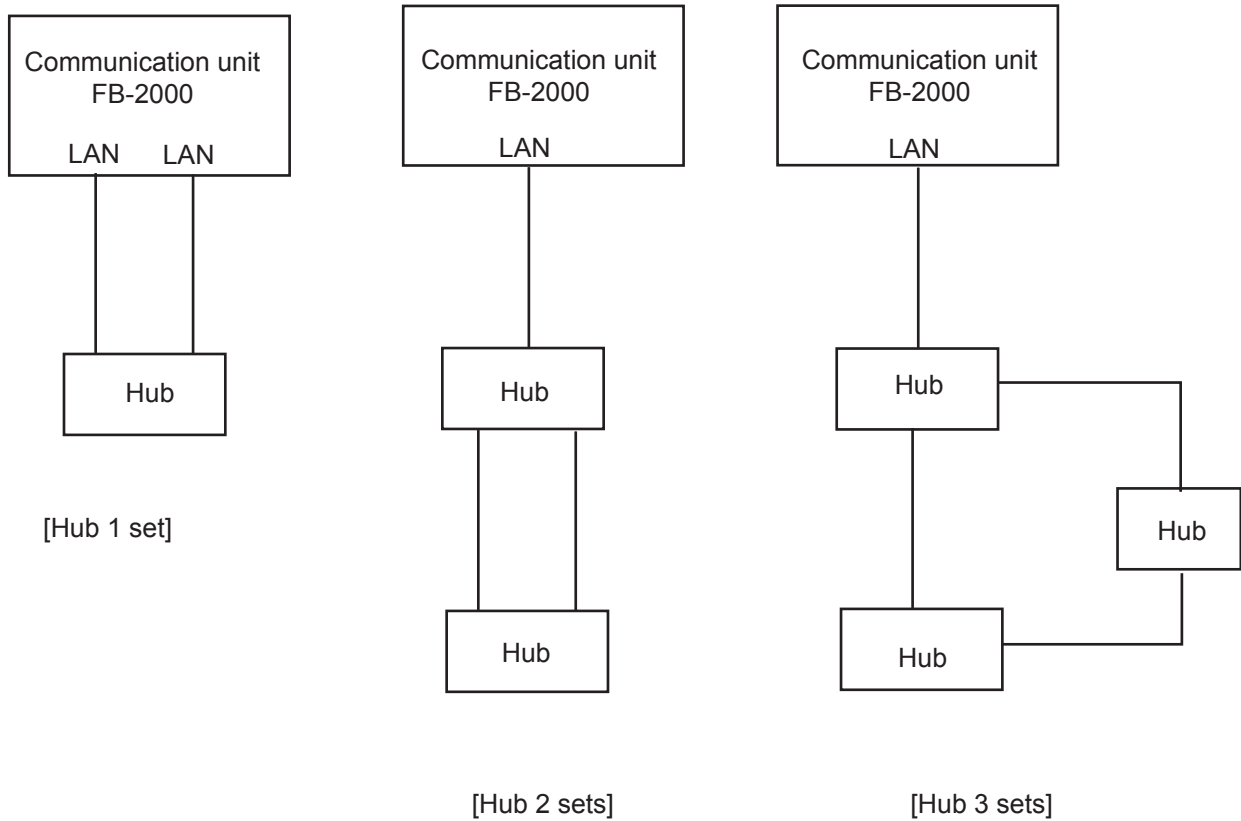 Communication unit
FB-2000
LAN LAN
Hub
[Hub 1 set]
Communication unit
FB-2000
LAN
Hub
Hub
[Hub 2 sets]
Communication unit
FB-2000
LAN
Hub
Hub
Hub
[Hub 3 sets]